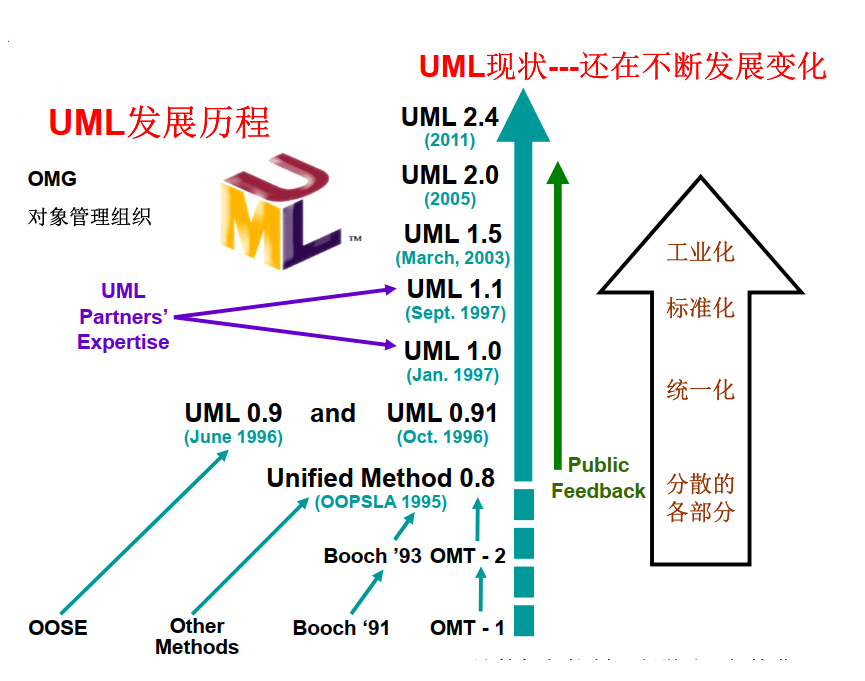 UML现状---还在不断发展变化
UML发展历程
OMG
对象管理组织
UML
TM
UML 2.4
(2011)
UML 2.0
(2005)
UML 1.5
(March, 2003)
UML 1.1
(Sept. 1997)
UML 1.0
(Jan. 1997)
UML
Partners’
Expertise
UML 0.9 and UML 0.91
(June 1996) (Oct. 1996)
Unified Method 0.8
(OOPSLA 1995)
Booch ’93 OMT - 2
OOSE
Other
Methods
Booch ‘91
OMT - 1
Public
Feedback
工业化
标准化
统一化
分散的
各部分